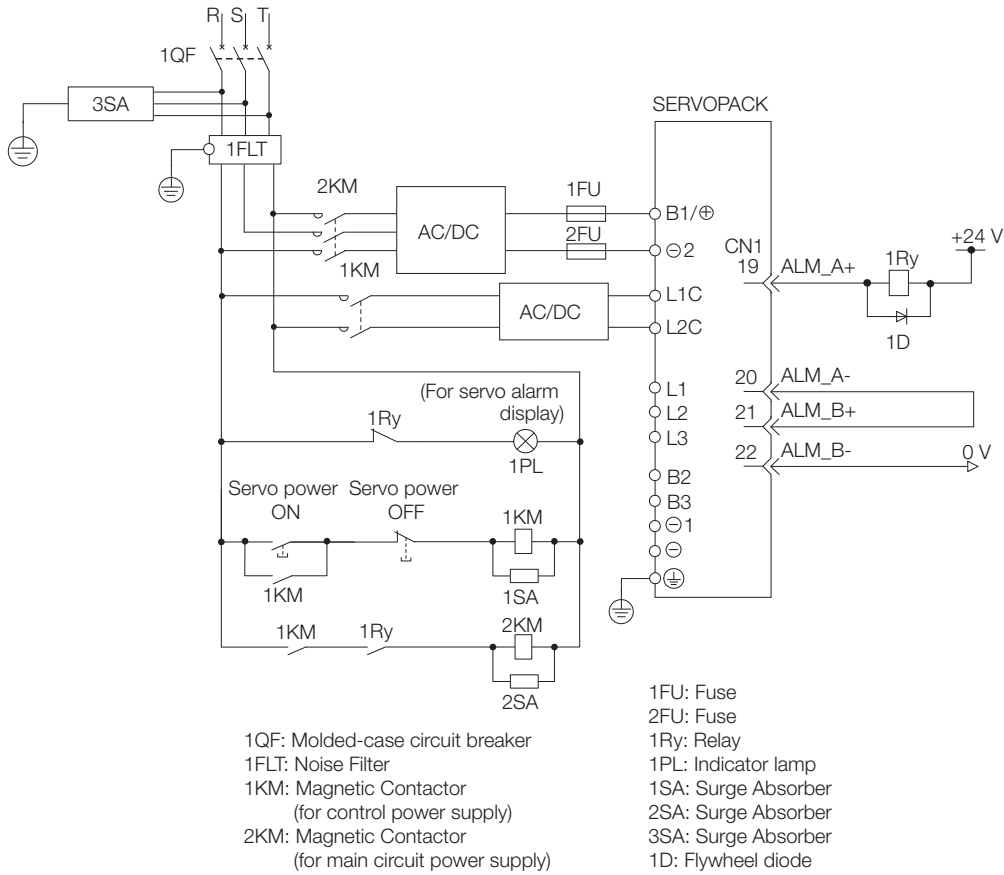 R S T
1QF
3SA
1FLT
SERVOPACK
2KM
AC/DC
1FU
B1/⊕
2FU
⊖2
1KM
CN1
+24 V
19 ALM_A+
1Ry
1D
AC/DC
L1C
L2C
20 ALM_A-
L1
21 ALM_B+
L2
L3
22 ALM_B-
0 V
B2
B3
⊖1
⊖
(For servo alarm
display)
1Ry
1PL
Servo power
ON
Servo power
OFF
1KM
1KM
1SA
1KM
1Ry
2KM
2SA
1QF: Molded-case circuit breaker
1FLT: Noise Filter
1KM: Magnetic Contactor
(for control power supply)
2KM: Magnetic Contactor
(for main circuit power supply)
1FU: Fuse
2FU: Fuse
1Ry: Relay
1PL: Indicator lamp
1SA: Surge Absorber
2SA: Surge Absorber
3SA: Surge Absorber
1D: Flywheel diode